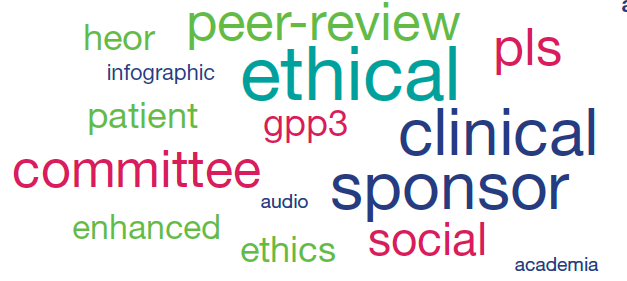 heor peer-review pls
infographic ethical
patient gpp3 clinical
committee
audio sponsor
enhanced ethics social
academia